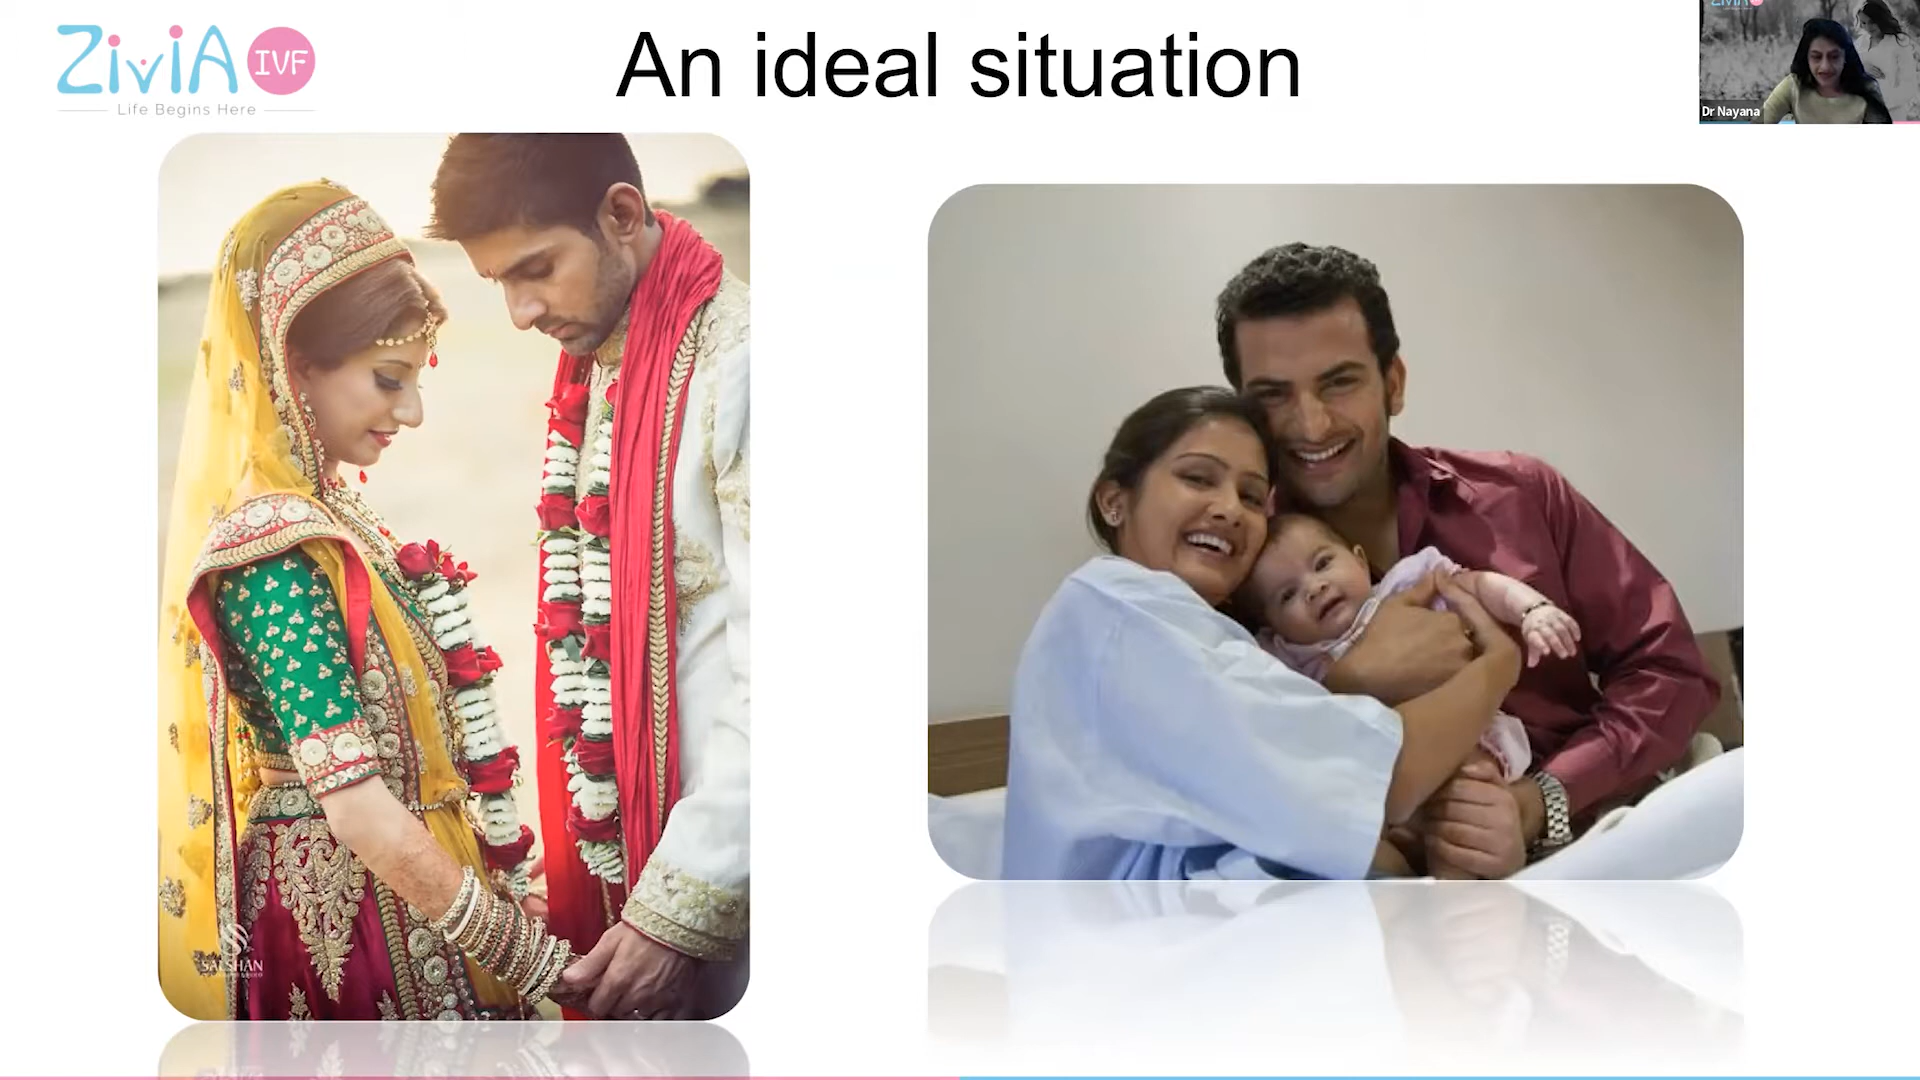 ZiviA IVF
Life Begins Here
An ideal situation
Dr Nayana